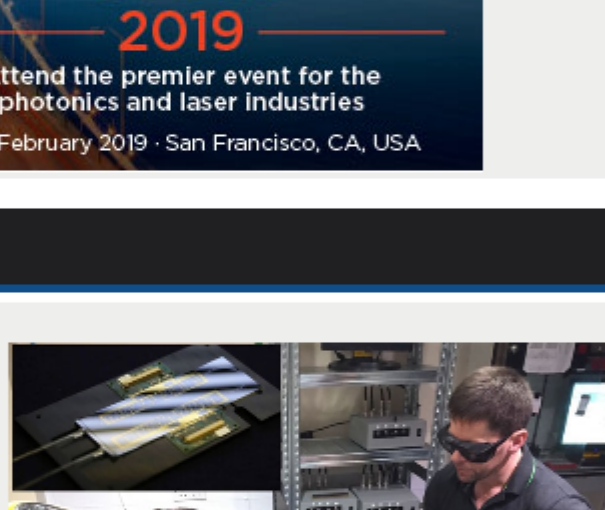 2019
ttend the premier event for the
photonics and laser industries
February 2019 · San Francisco, CA, USA